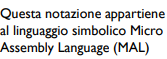 Questa notazione appartiene
al linguaggio simbolico Micro
Assembly Language (MAL)